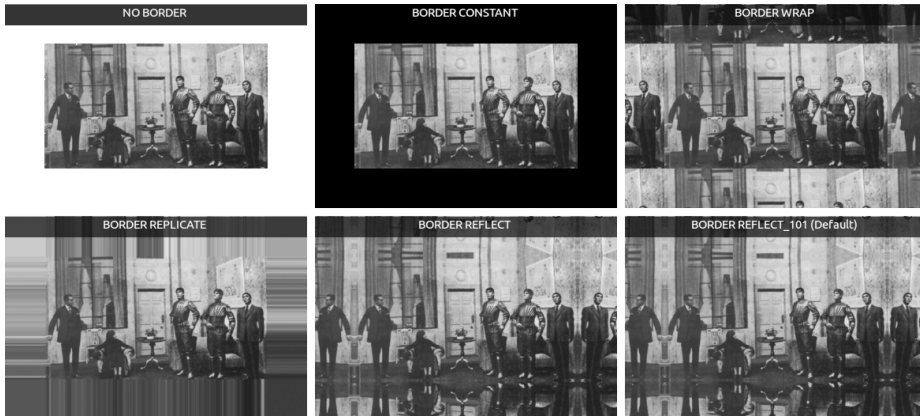 NO BORDER
BORDER CONSTANT
BORDER WRAP
BORDER REPLICATE
BORDER REFLECT
BORDER REFLECT_101 (Default)